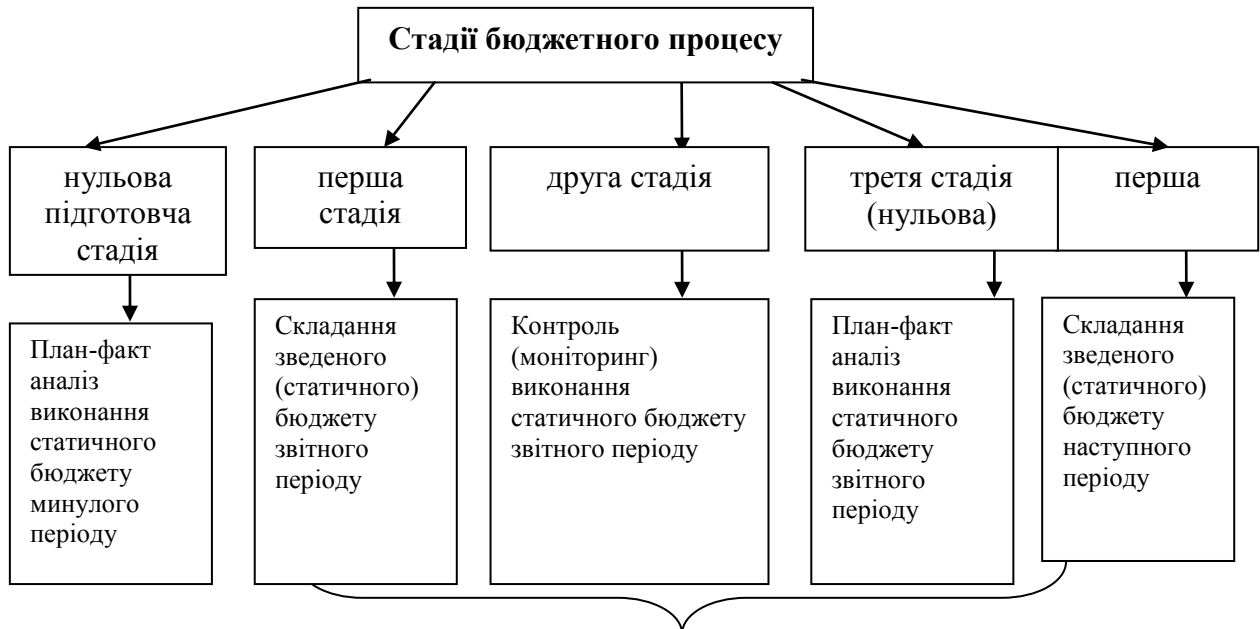 Стадії бюджетного процесу
нульова
підготовча
стадія
перша
стадія
друга стадія
третя стадія
(нульова)
перша
План-факт
аналіз
виконання
статичного
бюджету
минулого
періоду
Складання
зведеного
(статичного)
бюджету
звітного
періоду
Контроль
(моніторинг)
виконання
статичного бюджету
звітного періоду
План-факт
аналіз
виконання
статичного
бюджету
звітного
періоду
Складання
зведеного
(статичного)
бюджету
наступного
періоду